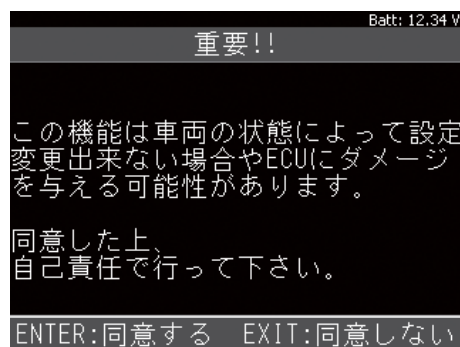 Batt: 12.34 V
重要!!
この機能は車両の状態によって設定
変更出来ない場合やECUにダメージ
を与える可能性があります。
同意した上、
自己責任で行って下さい。
ENTER:同意する EXIT:同意しない